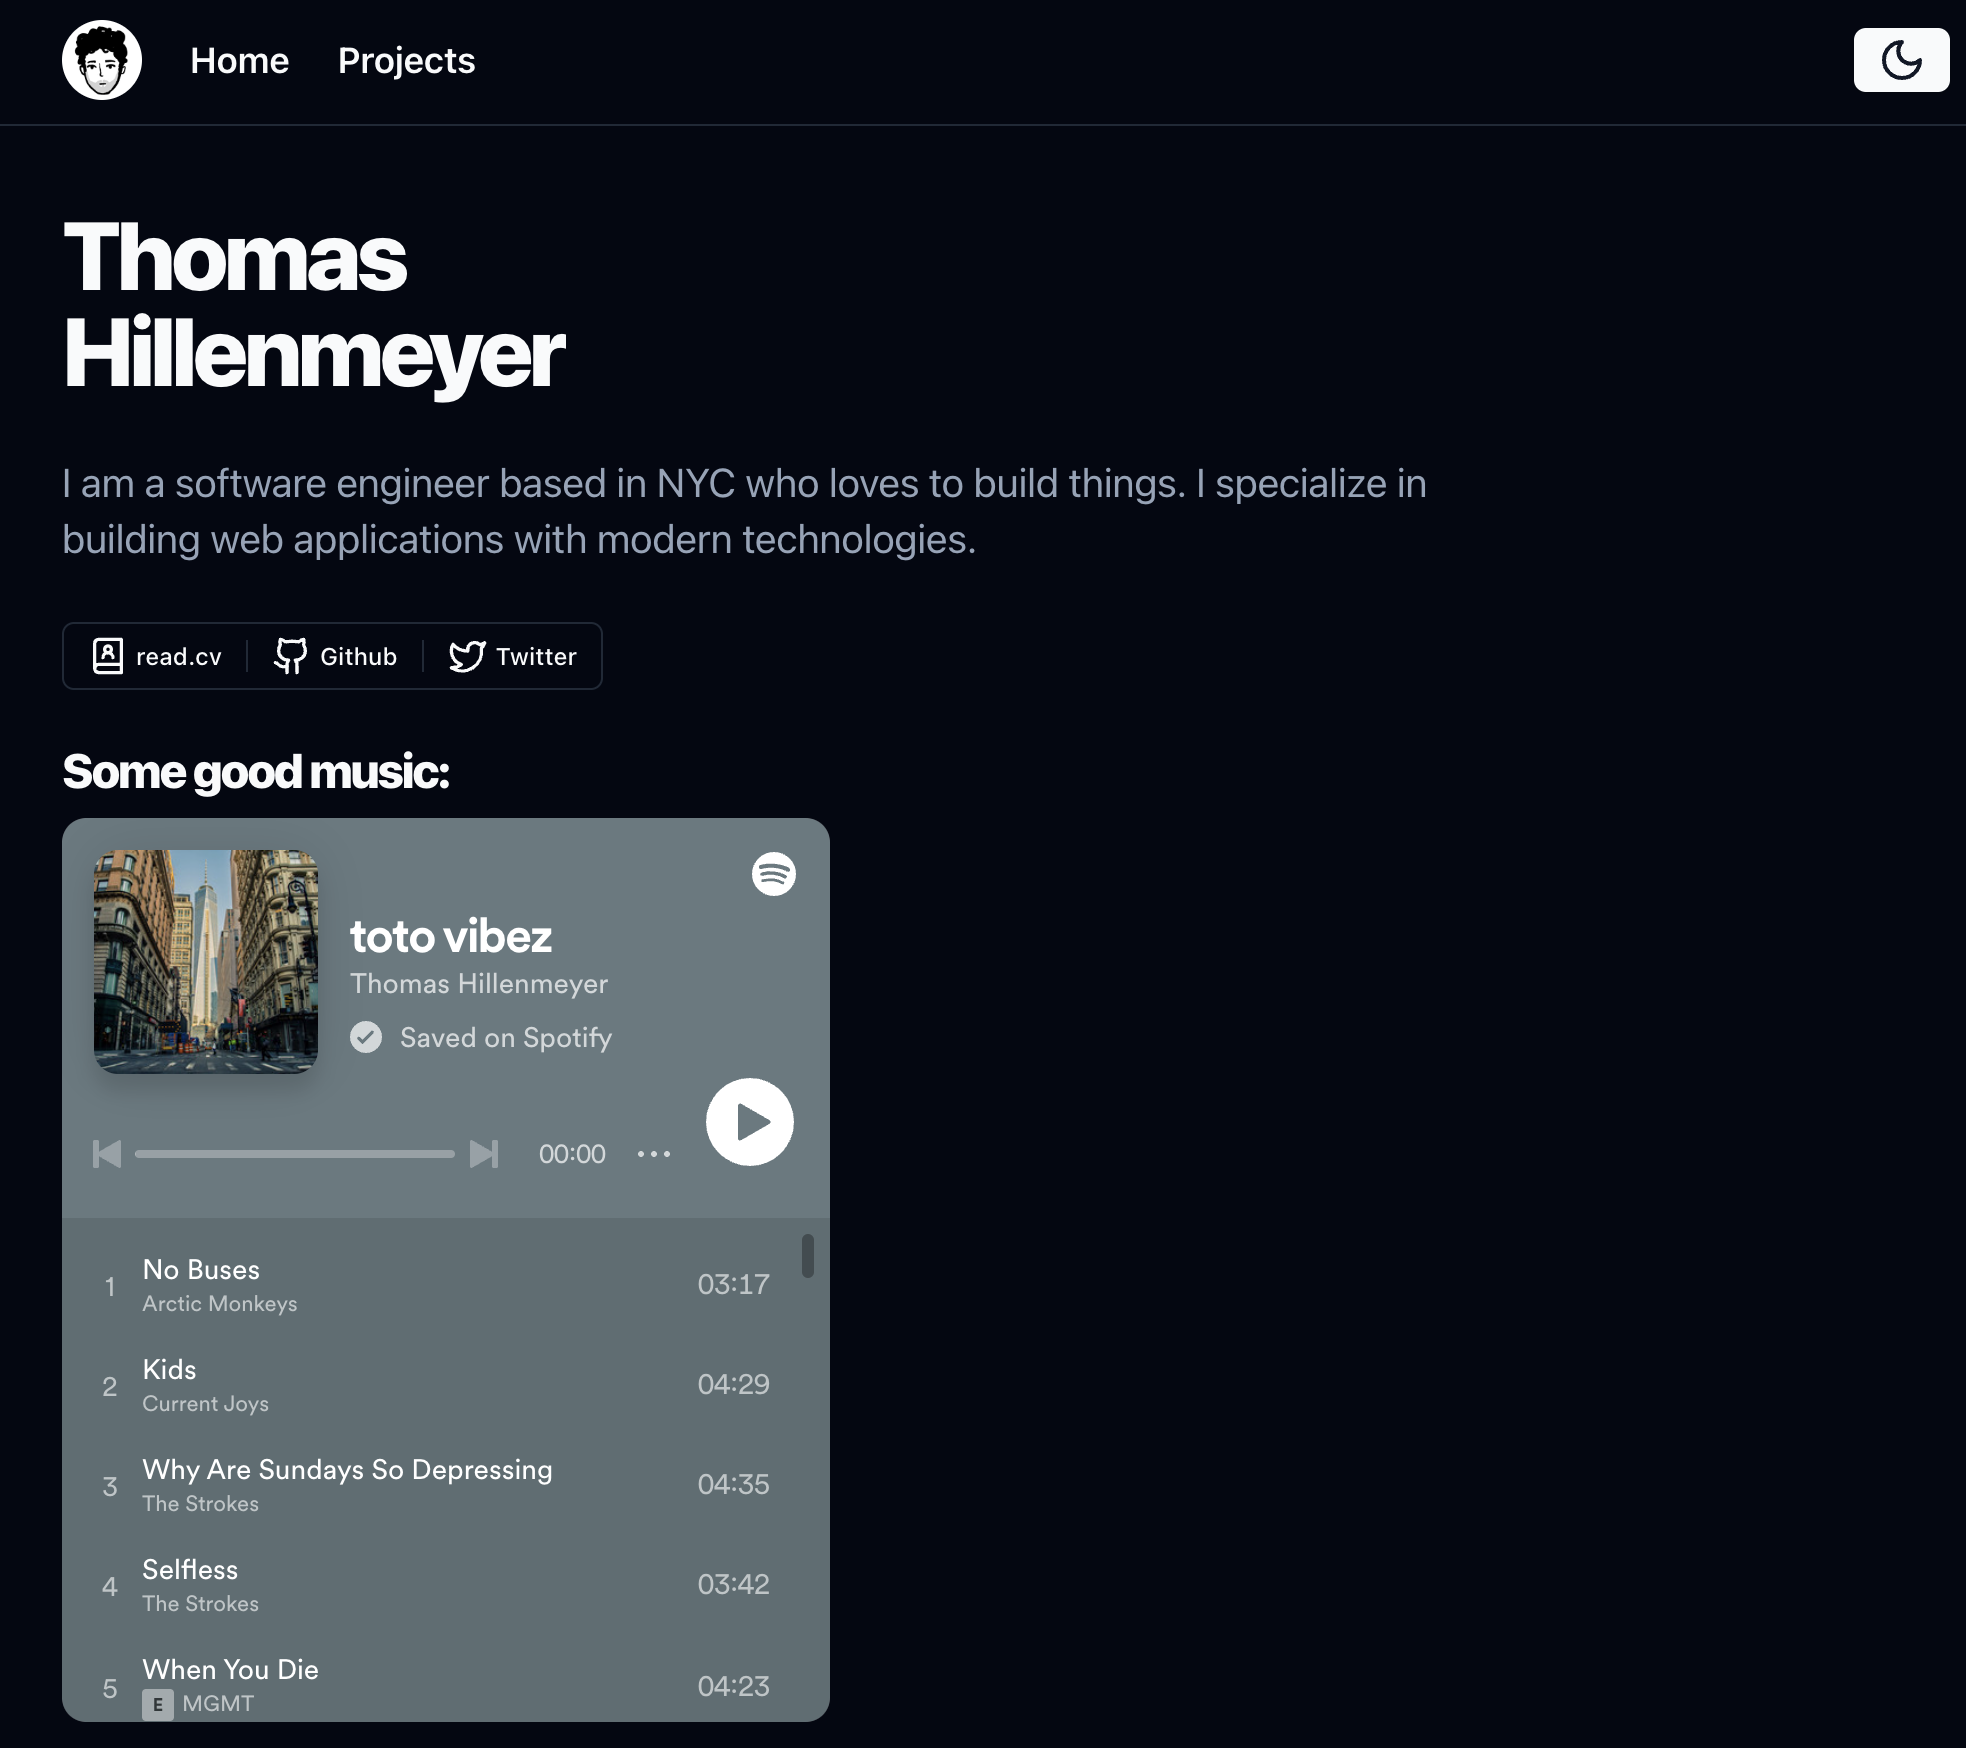 Home Projects
Thomas
Hillenmeyer
I am a software engineer based in NYC who loves to build things. I specialize in
building web applications with modern technologies.
read.cv Github Twitter
Some good music:
toto vibez
Thomas Hillenmeyer
Saved on Spotify
00:00
1 No Buses 03:17
Arctic Monkeys
2 Kids 04:29
Current Joys
3 Why Are Sundays So Depressing 04:35
The Strokes
4 Selfless 03:42
The Strokes
5 When You Die 04:23
E MGMT